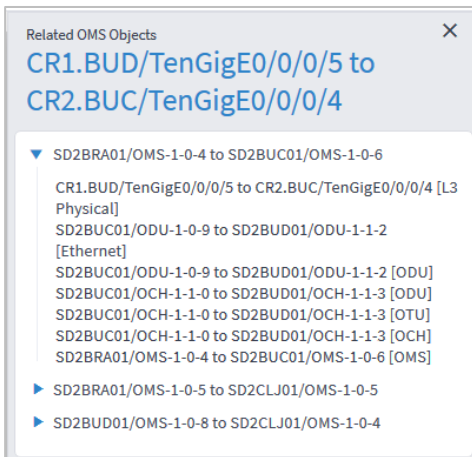 Related OMS Objects
CR1.BUD/TenGigE0/0/0/5 to
CR2.BUC/TenGigE0/0/0/4
SD2BRA01/OMS-1-0-4 to SD2BUC01/OMS-1-0-6
CR1.BUD/TenGigE0/0/0/5 to CR2.BUC/TenGigE0/0/0/4 [L3
Physical]
SD2BUC01/ODU-1-0-9 to SD2BUD01/ODU-1-1-2
[Ethernet]
SD2BUC01/ODU-1-0-9 to SD2BUD01/ODU-1-1-2 [ODU]
SD2BUC01/OCH-1-1-0 to SD2BUD01/OCH-1-1-3 [ODU]
SD2BUC01/OCH-1-1-0 to SD2BUD01/OCH-1-1-3 [OTU]
SD2BUC01/OCH-1-1-0 to SD2BUD01/OCH-1-1-3 [OCH]
SD2BRA01/OMS-1-0-4 to SD2BUC01/OMS-1-0-6 [OMS]
SD2BRA01/OMS-1-0-5 to SD2CLJ01/OMS-1-0-5
SD2BUD01/OMS-1-0-8 to SD2CLJ01/OMS-1-0-4